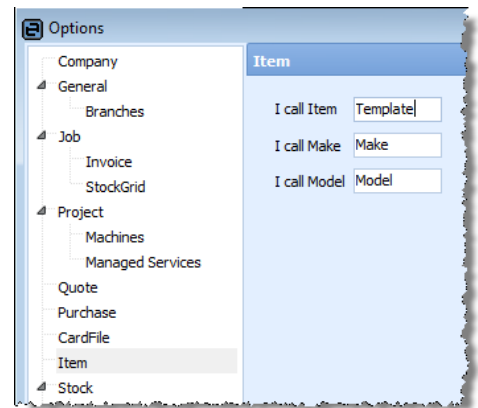 Options
Company
General
Branches
Job
Invoice
StockGrid
Project
Machines
Managed Services
Quote
Purchase
CardFile
Item
Stock
Item
I call Item Template
I call Make Make
I call Model Model